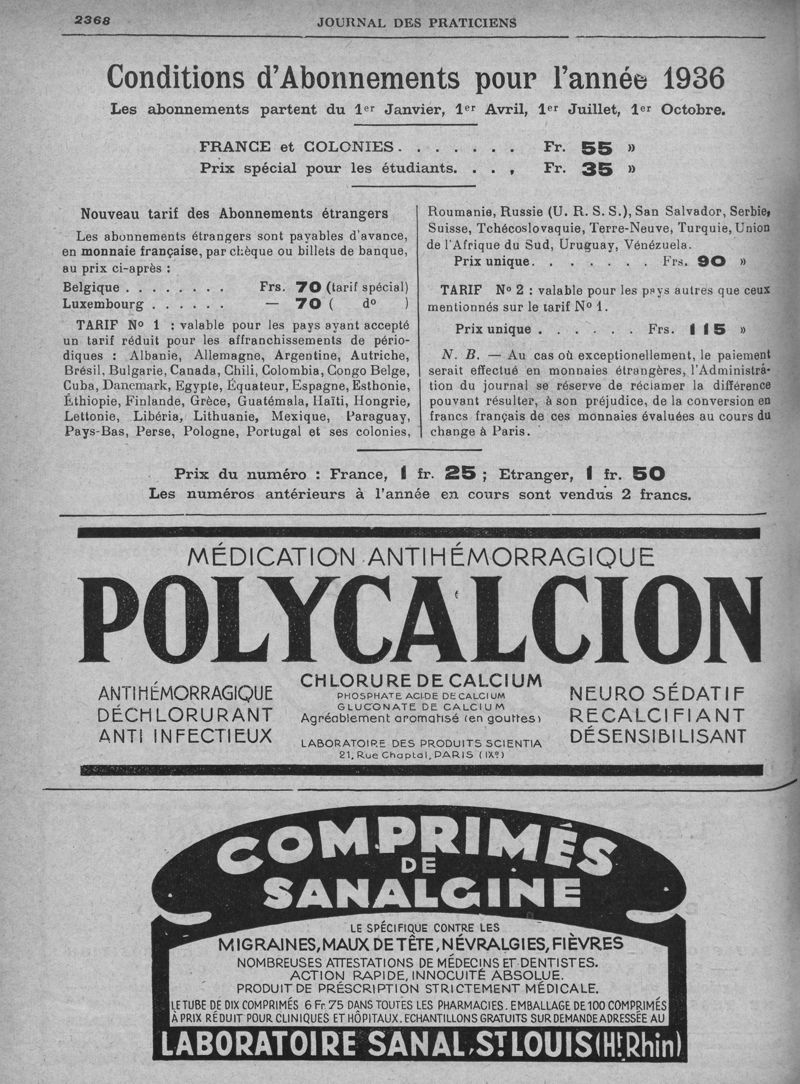 2368
JOURNAL DES PRATICIENS
Conditions d'Abonnements pour l'année 1936
Les abonnements partent du 1er Janvier, 1er Avril, 1er Juillet, 1er Octobre.
FRANCE et COLONIES. . . . . . . Fr. 55 »
Prix spécial pour les étudiants. . . , Fr. 35 »
Nouveau tarif des Abonnements étrangers
Les abonnements étrangers sont payables d'avance,
en monnaie française, par chèque ou billets de banque,
au prix ci-après :
Belgique . . . . . . . . Frs. 70 (tarif spécial)
Luxembourg . . . . . . — 70 ( do )
TARIF No 1 : valable pour les pays ayant accepté
un tarif réduit pour les affranchissements de pério-
diques : Albanie, Allemagne, Argentine, Autriche,
Brésil, Bulgarie, Canada, Chili, Colombia, Congo Belge,
Cuba, Danemark, Egypte, Équateur, Espagne, Esthonie,
Éthiopie, Finlande, Grèce, Guatémala, Haïti, Hongrie,
Lettonie, Libéria, Lithuanie, Mexique, Paraguay,
Pays-Bas, Perse, Pologne, Portugal et ses colonies,
Roumanie, Russie (U. R. S. S.), San Salvador, Serbie,
Suisse, Tchécoslovaquie, Terre-Neuve, Turquie, Union
de l'Afrique du Sud, Uruguay, Vénézuela.
Prix unique. . . . . . . . Frs. 90 »
TARIF No 2 : valable pour les pays autres que ceux
mentionnés sur le tarif No 1.
Prix unique . . . . . . Frs. 115 »
N. B. — Au cas où exceptionellement, le paiement
serait effectué en monnaies étrangères, l'Administra-
tion du journal se réserve de réclamer la différence
pouvant résulter, à son préjudice, de la conversion en
francs français de ces monnaies évaluées au cours du
change à Paris.
Prix du numéro : France, 1 fr. 25 ; Etranger, 1 fr. 50
Les numéros antérieurs à l'année en cours sont vendus 2 francs.
MÉDICATION ANTIHÉMORRAGIQUE
POLYCALCION
ANTIHÉMORRAGIQUE
DÉCHLORURANT
ANTI INFECTIEUX
CHLORURE DE CALCIUM
PHOSPHATE ACIDE DE CALCIUM
GLUCONATE DE CALCIUM
Agréablement aromatisé (en gouttes)
LABORATOIRE DES PRODUITS SCIENTIA
21, Rue Chaptal, PARIS (IXe)
NEURO SÉDATIF
RECALCIFIANT
DÉSENSIBILISANT
COMPRIMÉS
DE
SANALGINE
LE SPÉCIFIQUE CONTRE LES
MIGRAINES, MAUX DE TÊTE, NÉVRALGIES, FIÈVRES
NOMBREUSES ATTESTATIONS DE MÉDECINS ET DENTISTES.
ACTION RAPIDE, INNOCUITÉ ABSOLUE.
PRODUIT DE PRÉSCRIPTION STRICTEMENT MÉDICALE.
LE TUBE DE DIX COMPRIMÉS 6 Fr. 75 DANS TOUTES LES PHARMACIES. EMBALLAGE DE 100 COMPRIMÉS
À PRIX RÉDUIT POUR CLINIQUES ET HÔPITAUX. ECHANTILLONS GRATUITS SUR DEMANDE ADRESSÉE AU
LABORATOIRE SANAL, ST. LOUIS (Ht. Rhin)